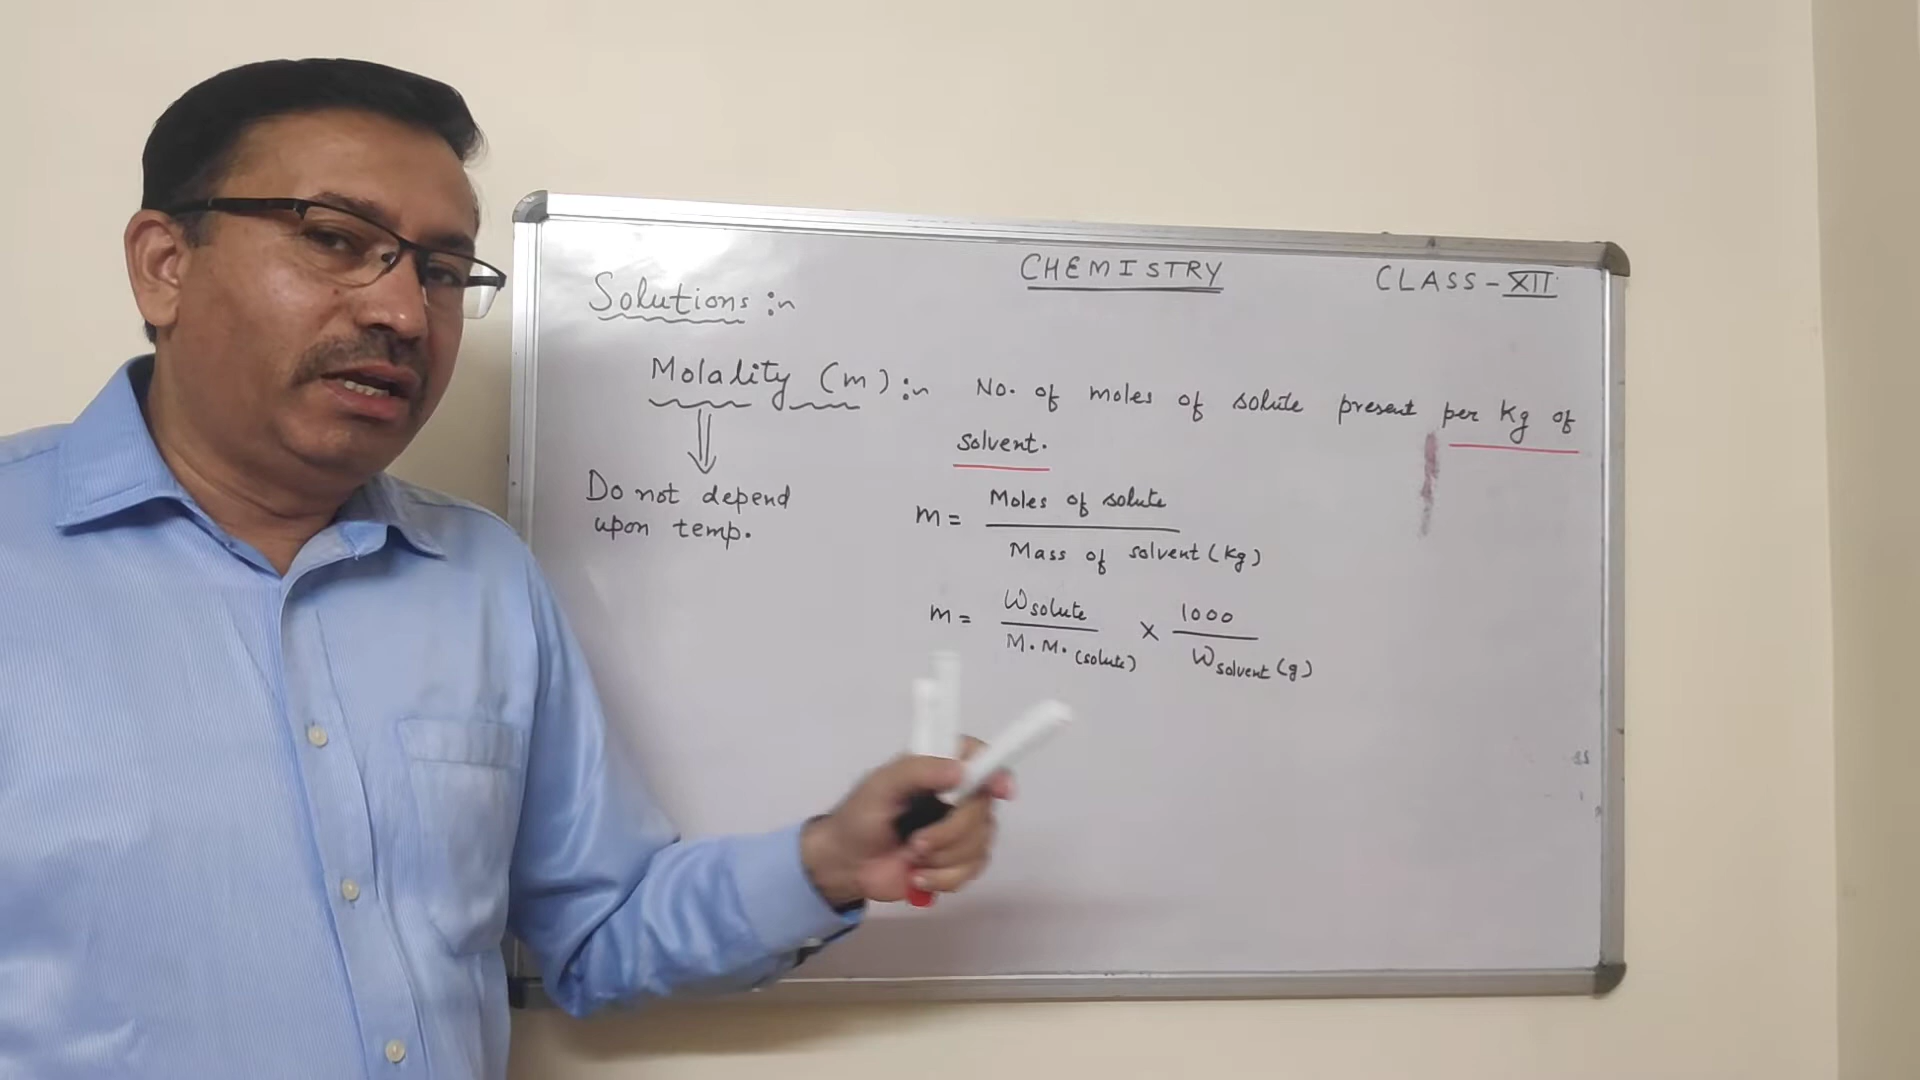 CHEMISTRY
CLASS-XII
Solutions :~
Molality (m) :~ No. of moles of solute present per kg of
solvent.
Do not depend
upon temp.
m = Moles of solute
Mass of solvent (kg)
m = Wsolute × 1000
M.M.(solute) Wsolvent (g)